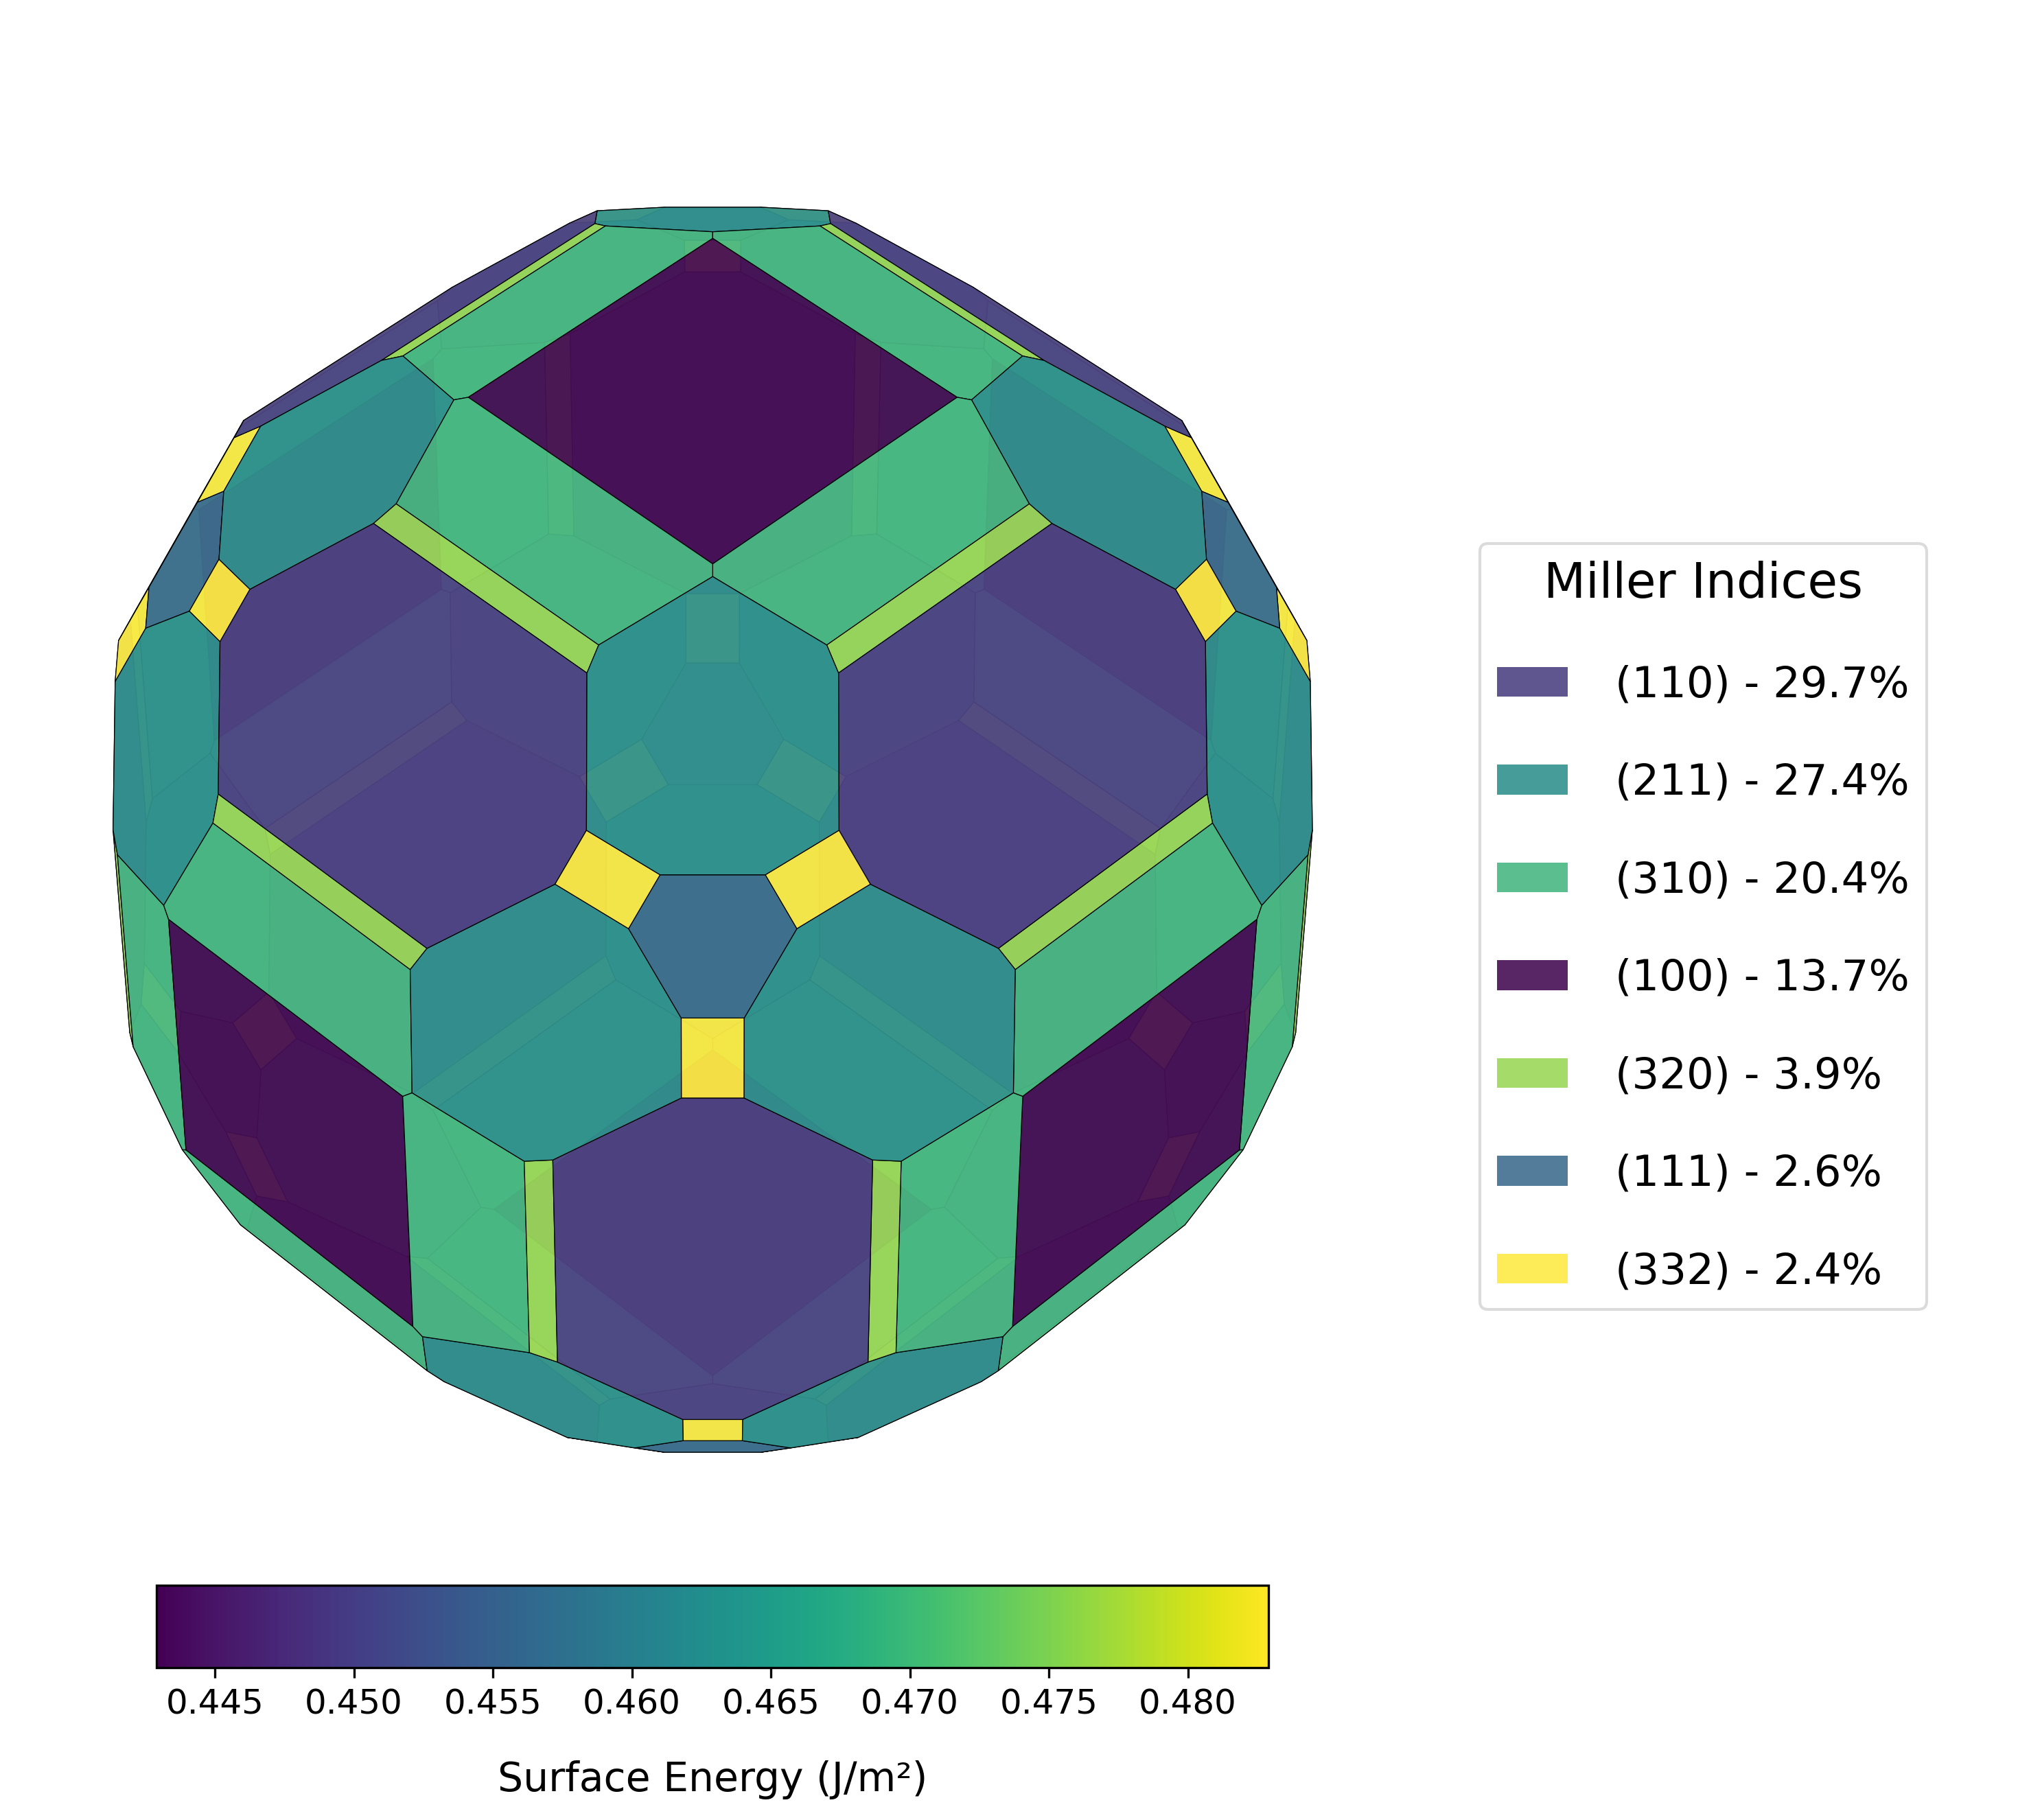 Miller Indices
(110) - 29.7%
(211) - 27.4%
(310) - 20.4%
(100) - 13.7%
(320) - 3.9%
(111) - 2.6%
(332) - 2.4%
0.445 0.450 0.455 0.460 0.465 0.470 0.475 0.480
Surface Energy (J/m²)